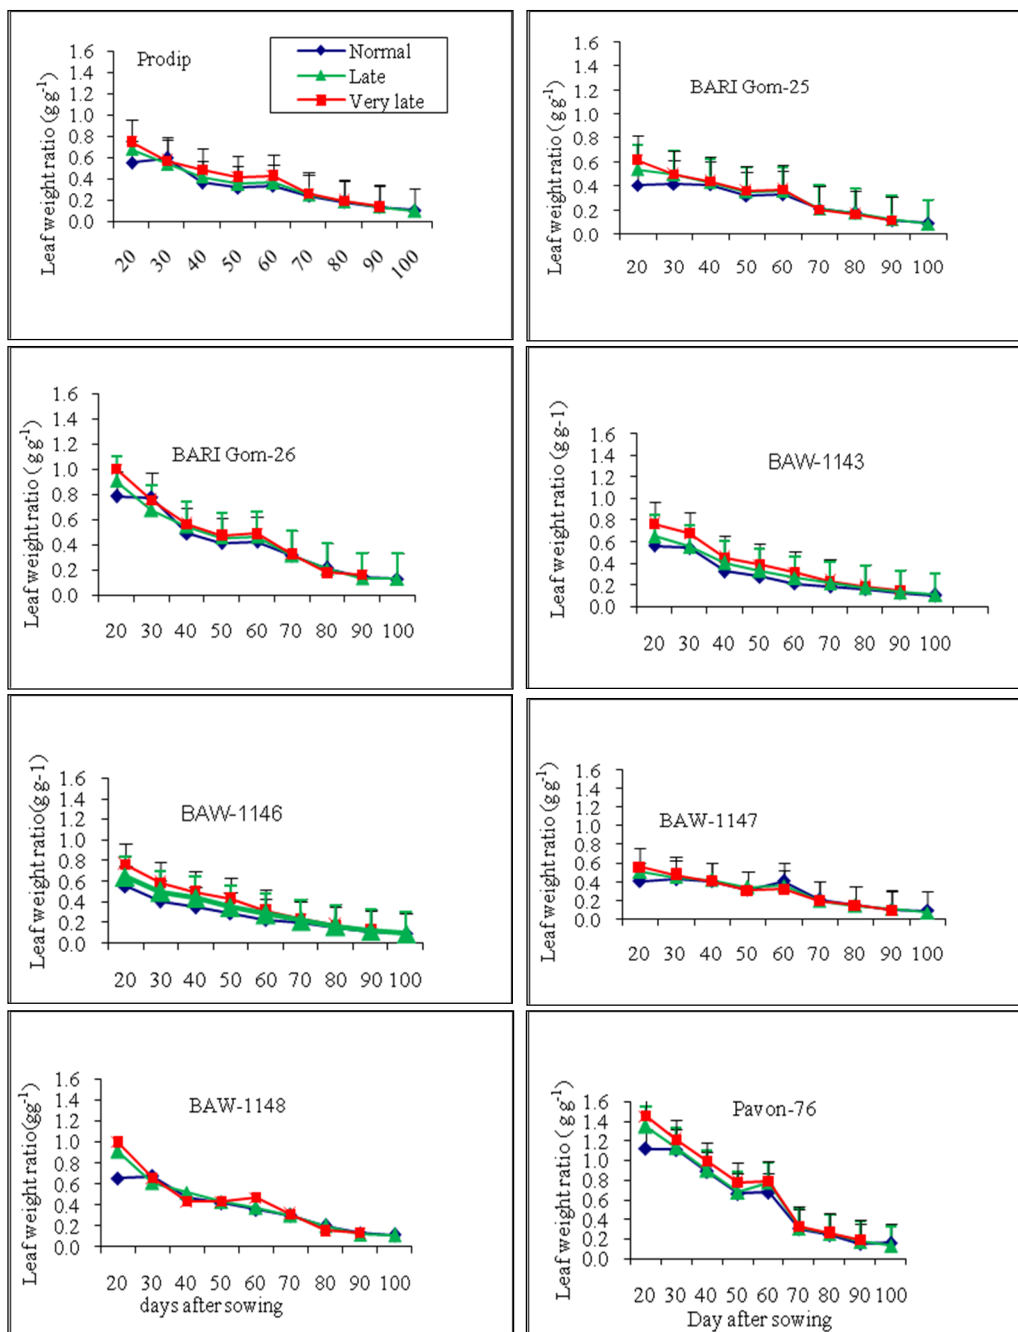 Leaf weight ratio (g g-1)
1.6
1.4
1.2
1.0
0.8
0.6
0.4
0.2
0.0
Prodip
Normal
Late
Very late
20 30 40 50 60 70 80 90 100
Leaf weight ratio ( g g-1)
1.6
1.4
1.2
1.0
0.8
0.6
0.4
0.2
0.0
BARI Gom-25
20 30 40 50 60 70 80 90 100
Leaf weight ratio ( g g-1)
1.6
1.4
1.2
1.0
0.8
0.6
0.4
0.2
0.0
BARI Gom-26
20 30 40 50 60 70 80 90 100
Leaf weight ratio (g g-1)
1.6
1.4
1.2
1.0
0.8
0.6
0.4
0.2
0.0
BAW-1143
20 30 40 50 60 70 80 90 100
Leaf weight ratio(g g-1)
1.6
1.4
1.2
1.0
0.8
0.6
0.4
0.2
0.0
BAW-1146
20 30 40 50 60 70 80 90 100
Leaf weight ratio (g g-1)
1.6
1.4
1.2
1.0
0.8
0.6
0.4
0.2
0.0
BAW-1147
20 30 40 50 60 70 80 90 100
Leaf weight ratio(gg-1)
1.6
1.4
1.2
1.0
0.8
0.6
0.4
0.2
0.0
BAW-1148
20 30 40 50 60 70 80 90 100
days after sowing
Leaf weight ratio ( g g-1)
1.6
1.4
1.2
1.0
0.8
0.6
0.4
0.2
0.0
Pavon-76
20 30 40 50 60 70 80 90 100
Day after sowing